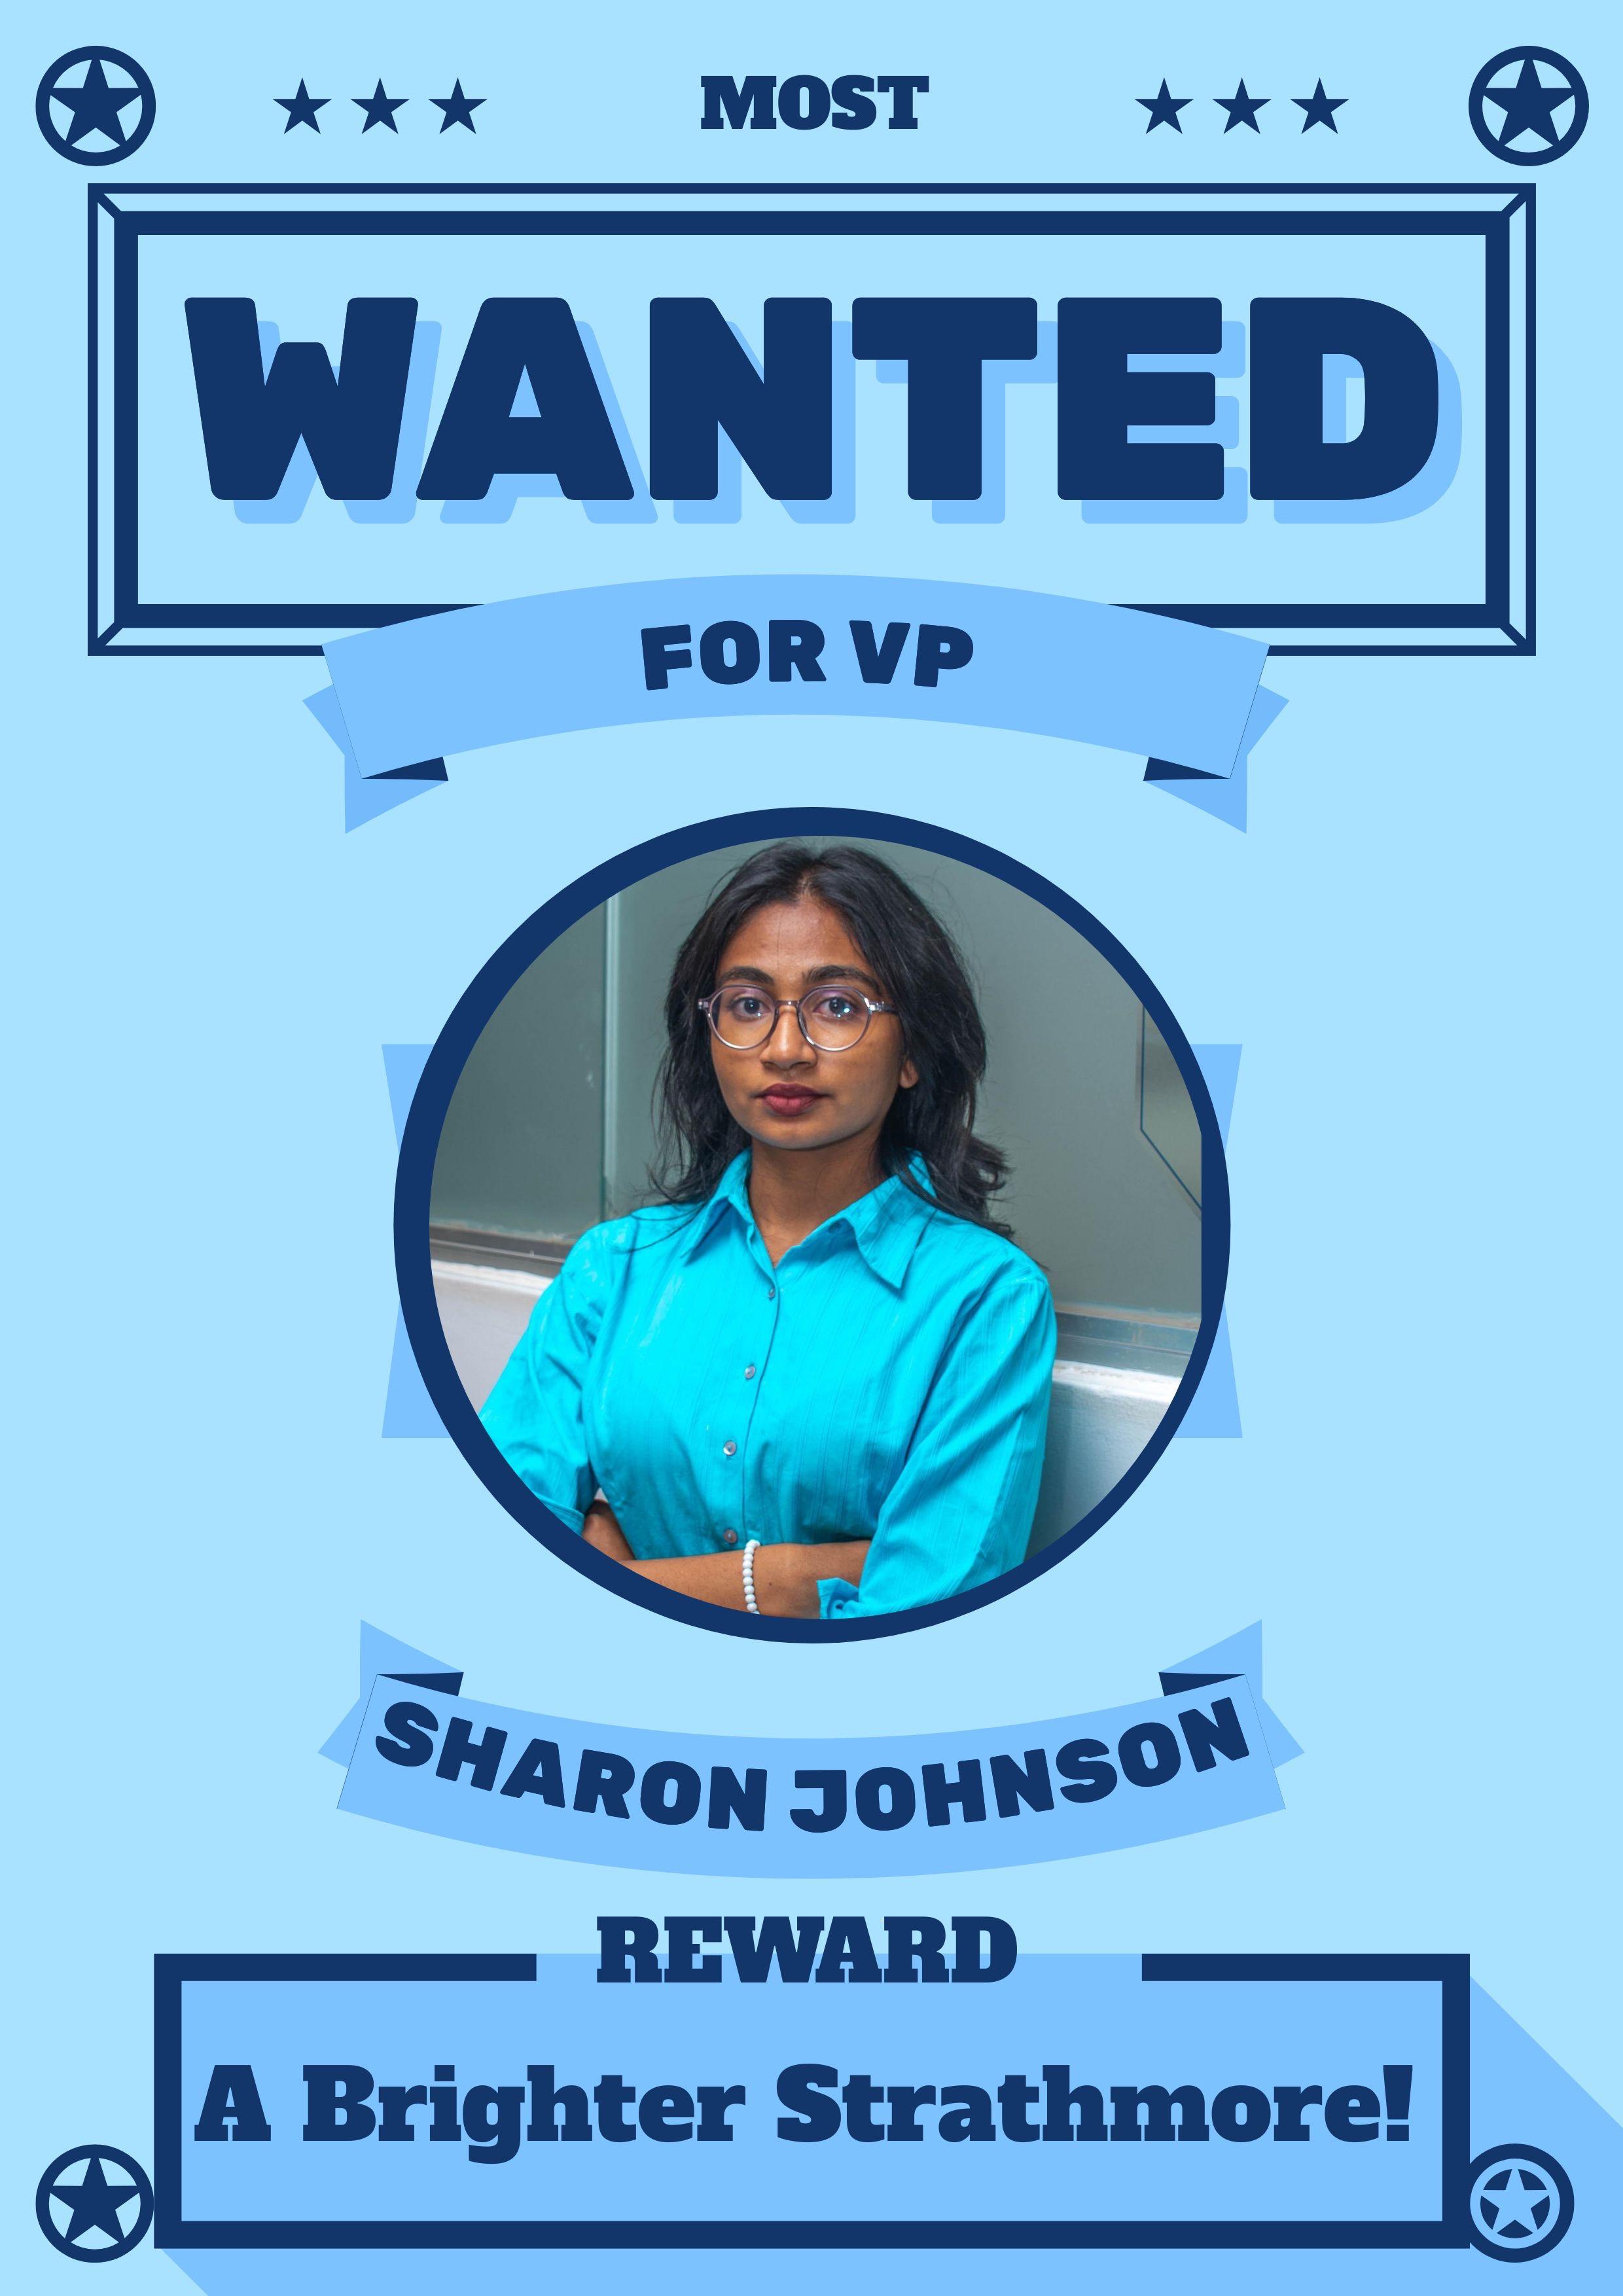 MOST
WANTED
FOR VP
SHARON JOHNSON
REWARD
A Brighter Strathmore!